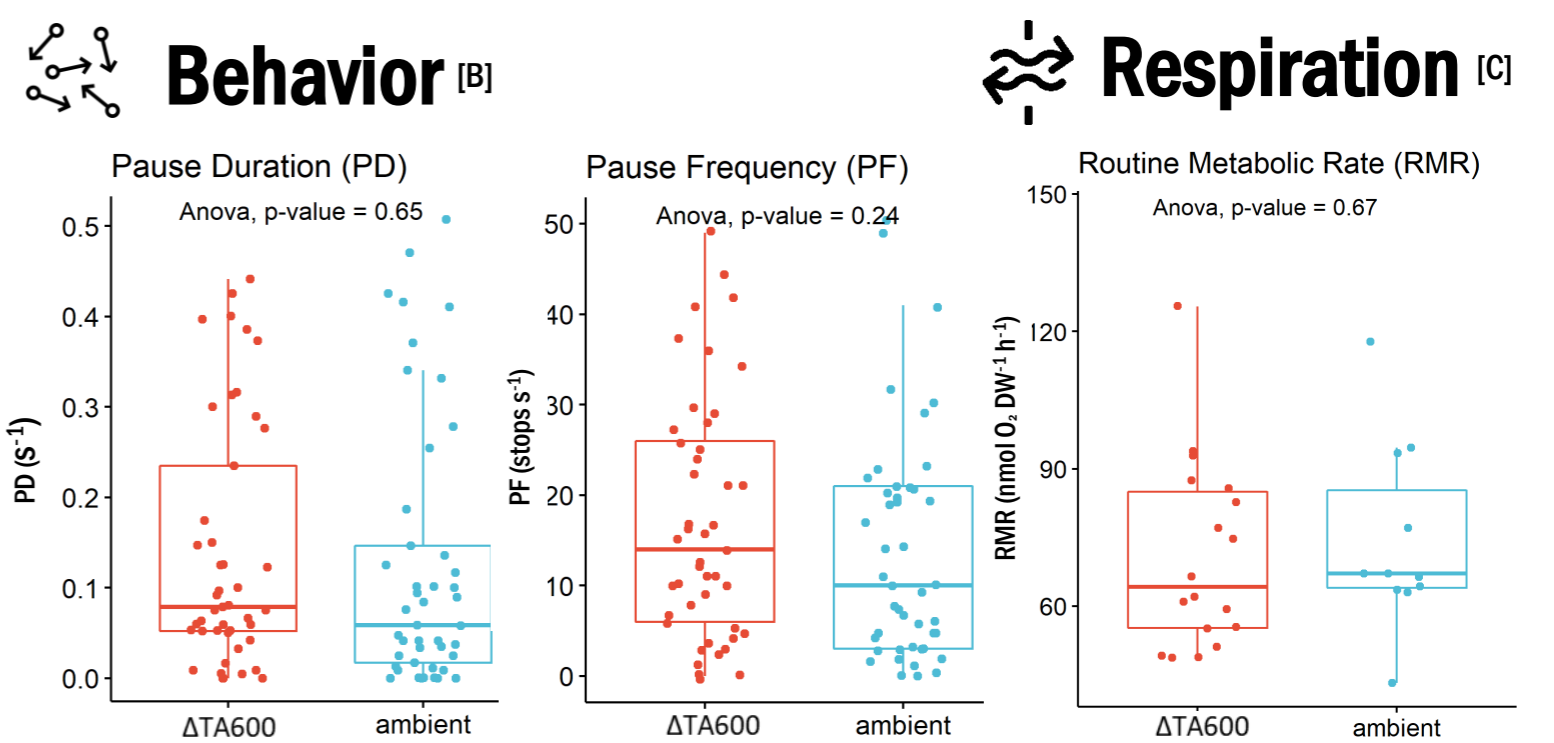 Behavior [B]
Respiration [C]
Pause Duration (PD)
Anova, p-value = 0.65
PD (s⁻¹)
0.5
0.4
0.3
0.2
0.1
0.0
ΔTA600
ambient
Pause Frequency (PF)
Anova, p-value = 0.24
PF (stops s⁻¹)
50
40
30
20
10
0
ΔTA600
ambient
Routine Metabolic Rate (RMR)
Anova, p-value = 0.67
RMR (nmol O₂ DW⁻¹ h⁻¹)
150
120
90
60
ΔTA600
ambient